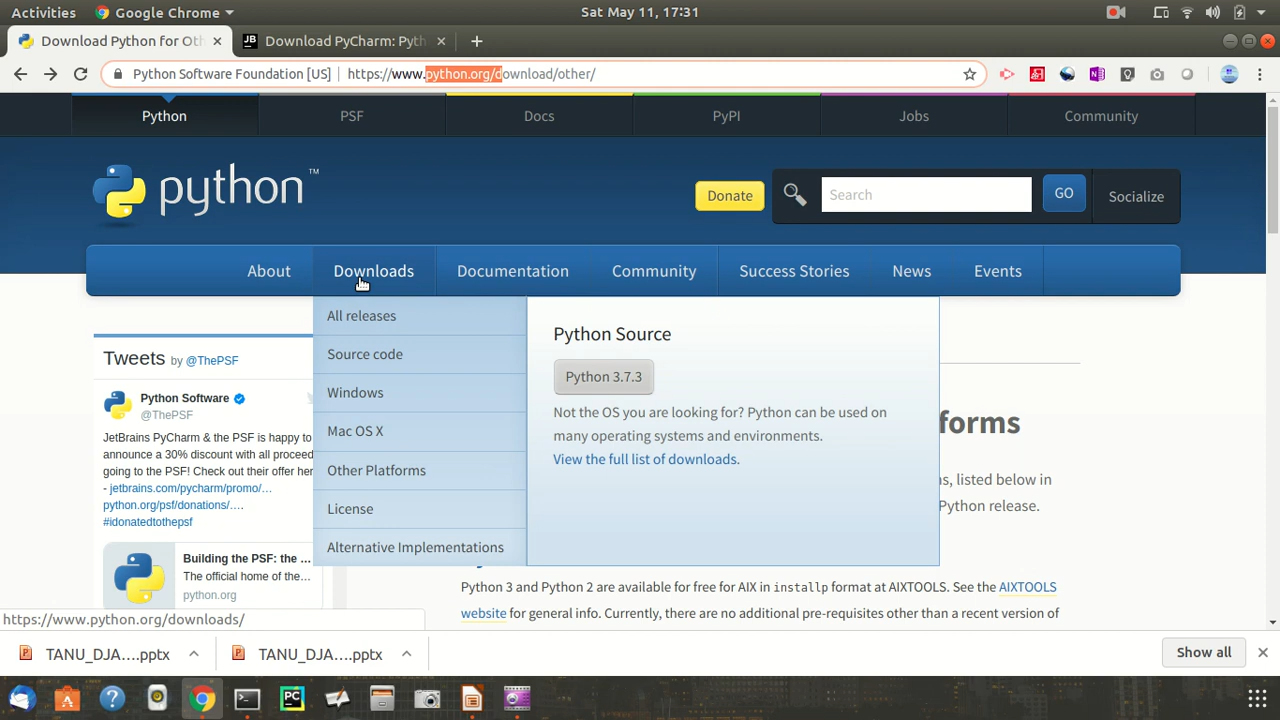 Activities
Google Chrome
Sat May 11, 17:31
Download Python for Oth
Download PyCharm: Pyth
Python Software Foundation [US]
https://www.python.org/download/other/
Python
PSF
Docs
PyPI
Jobs
Community
python™
Donate
Search
GO
Socialize
About
Downloads
Documentation
Community
Success Stories
News
Events
All releases
Source code
Windows
Mac OS X
Other Platforms
License
Alternative Implementations
Python Source
Python 3.7.3
Not the OS you are looking for? Python can be used on
many operating systems and environments.
View the full list of downloads.
Tweets by @ThePSF
Python Software
@ThePSF
JetBrains PyCharm & the PSF is happy to
announce a 30% discount with all proceed
going to the PSF! Check out their offer her
- jetbrains.com/pycharm/promo/…
python.org/psf/donations/….
#idonatedtothepsf
Building the PSF: the ...
The official home of the…
python.org
forms
ns, listed below in
Python release.
Python 3 and Python 2 are available for free for AIX in installp format at AIXTOOLS. See the AIXTOOLS
website for general info. Currently, there are no additional pre-requisites other than a recent version of
https://www.python.org/downloads/
TANU_DJA....pptx
TANU_DJA....pptx
Show all